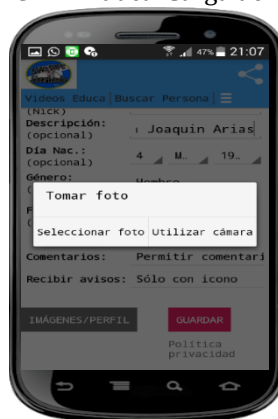 47% 21:07
Videos Educa Buscar Persona
(NICK)
Descripción: Joaquin Arias
(opcional)
Día Nac.: 4 M.. 19..
(opcional)
Género: Hombre
Tomar foto
Seleccionar foto Utilizar cámara
Comentarios: Permitir comentari
Recibir avisos: Sólo con icono
IMÁGENES/PERFIL GUARDAR
Política
privacidad